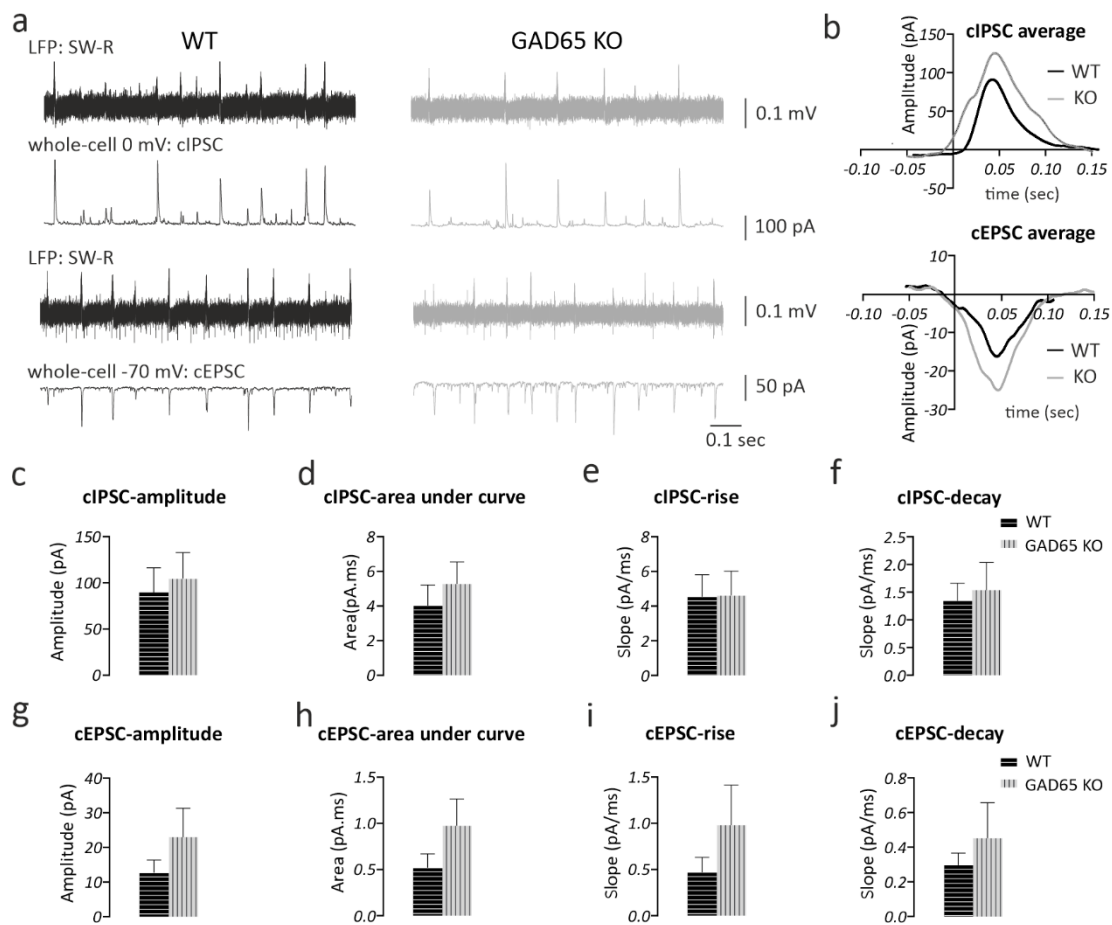 a
WT
GAD65 KO
LFP: SW-R
0.1 mV
whole-cell 0 mV: cIPSC
100 pA
LFP: SW-R
0.1 mV
whole-cell -70 mV: cEPSC
50 pA
0.1 sec
b
cIPSC average
Amplitude (pA)
150
100
50
-50
-0.10 -0.05 0.05 0.10 0.15
time (sec)
WT
KO
cEPSC average
Amplitude (pA)
10
-10
-20
-30
-0.10 -0.05 0.05 0.10 0.15
WT
KO
time (sec)
c
cIPSC-amplitude
Amplitude (pA)
150
100
50
0
d
cIPSC-area under curve
Area(pA.ms)
8
6
4
2
0
e
cIPSC-rise
Slope (pA/ms)
8
6
4
2
0
f
cIPSC-decay
Slope (pA/ms)
2.5
2.0
1.5
1.0
0.5
0.0
WT
GAD65 KO
g
cEPSC-amplitude
Amplitude (pA)
40
30
20
10
0
h
cEPSC-area under curve
Area (pA.ms)
1.5
1.0
0.5
0.0
i
cEPSC-rise
Slope (pA/ms)
1.5
1.0
0.5
0.0
j
cEPSC-decay
Slope (pA/ms)
0.8
0.6
0.4
0.2
0.0
WT
GAD65 KO